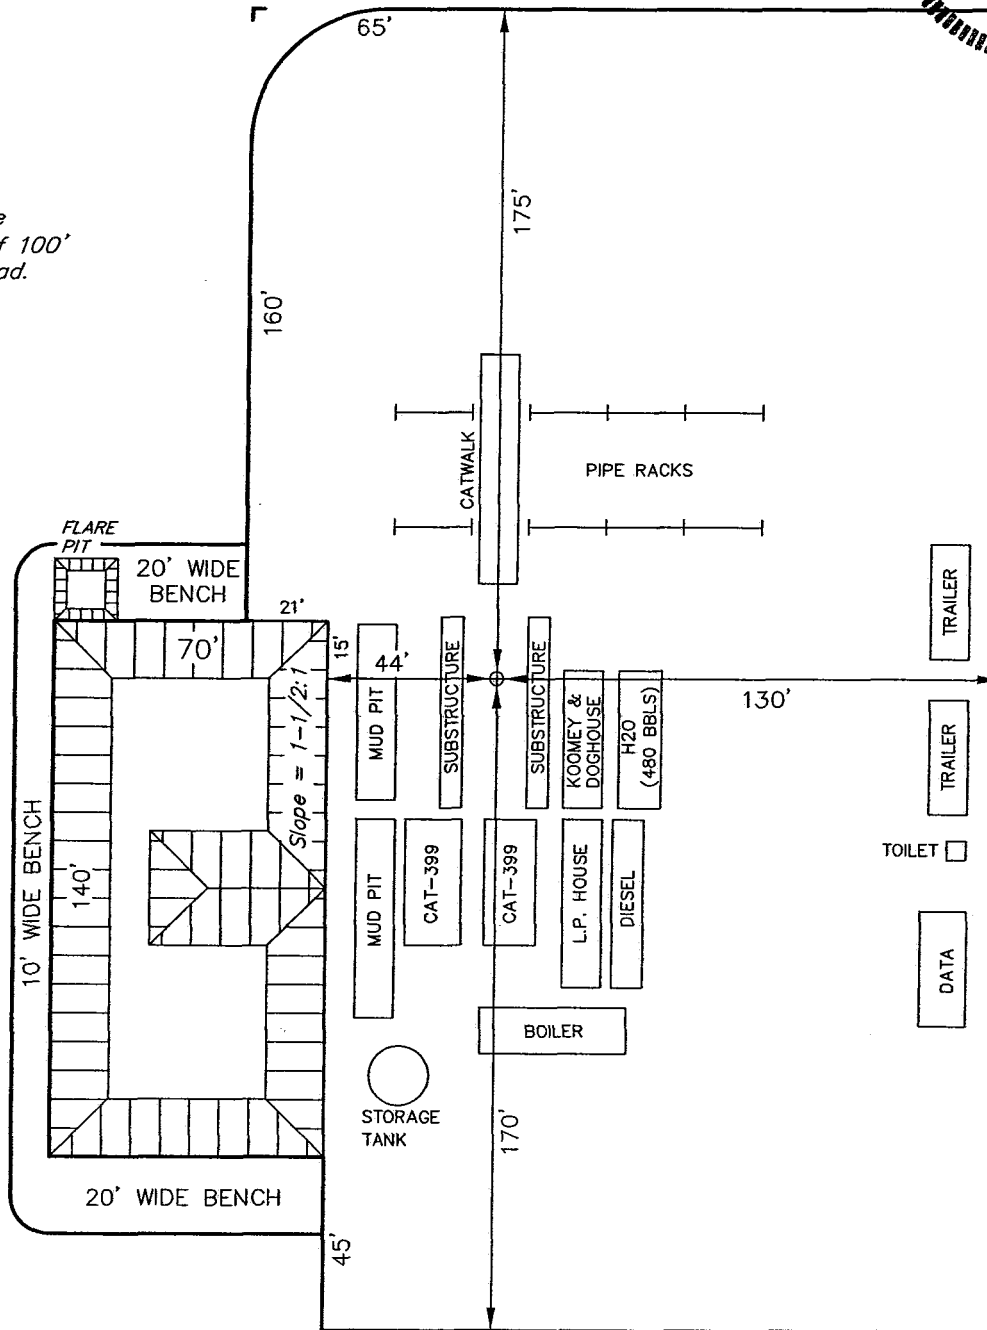 65'
175'
e
f 100'
ad.
160'
CATWALK
PIPE RACKS
FLARE
PIT
20' WIDE
BENCH
21'
70'
15'
44'
130'
TRAILER
MUD PIT
SUBSTRUCTURE
SUBSTRUCTURE
KOOMEY &
DOGHOUSE
H20
(480 BBLS)
Slope = 1-1/2:1
TRAILER
TOILET
10' WIDE BENCH
140'
MUD PIT
CAT-399
CAT-399
L.P. HOUSE
DIESEL
DATA
BOILER
STORAGE
TANK
170'
20' WIDE BENCH
45'